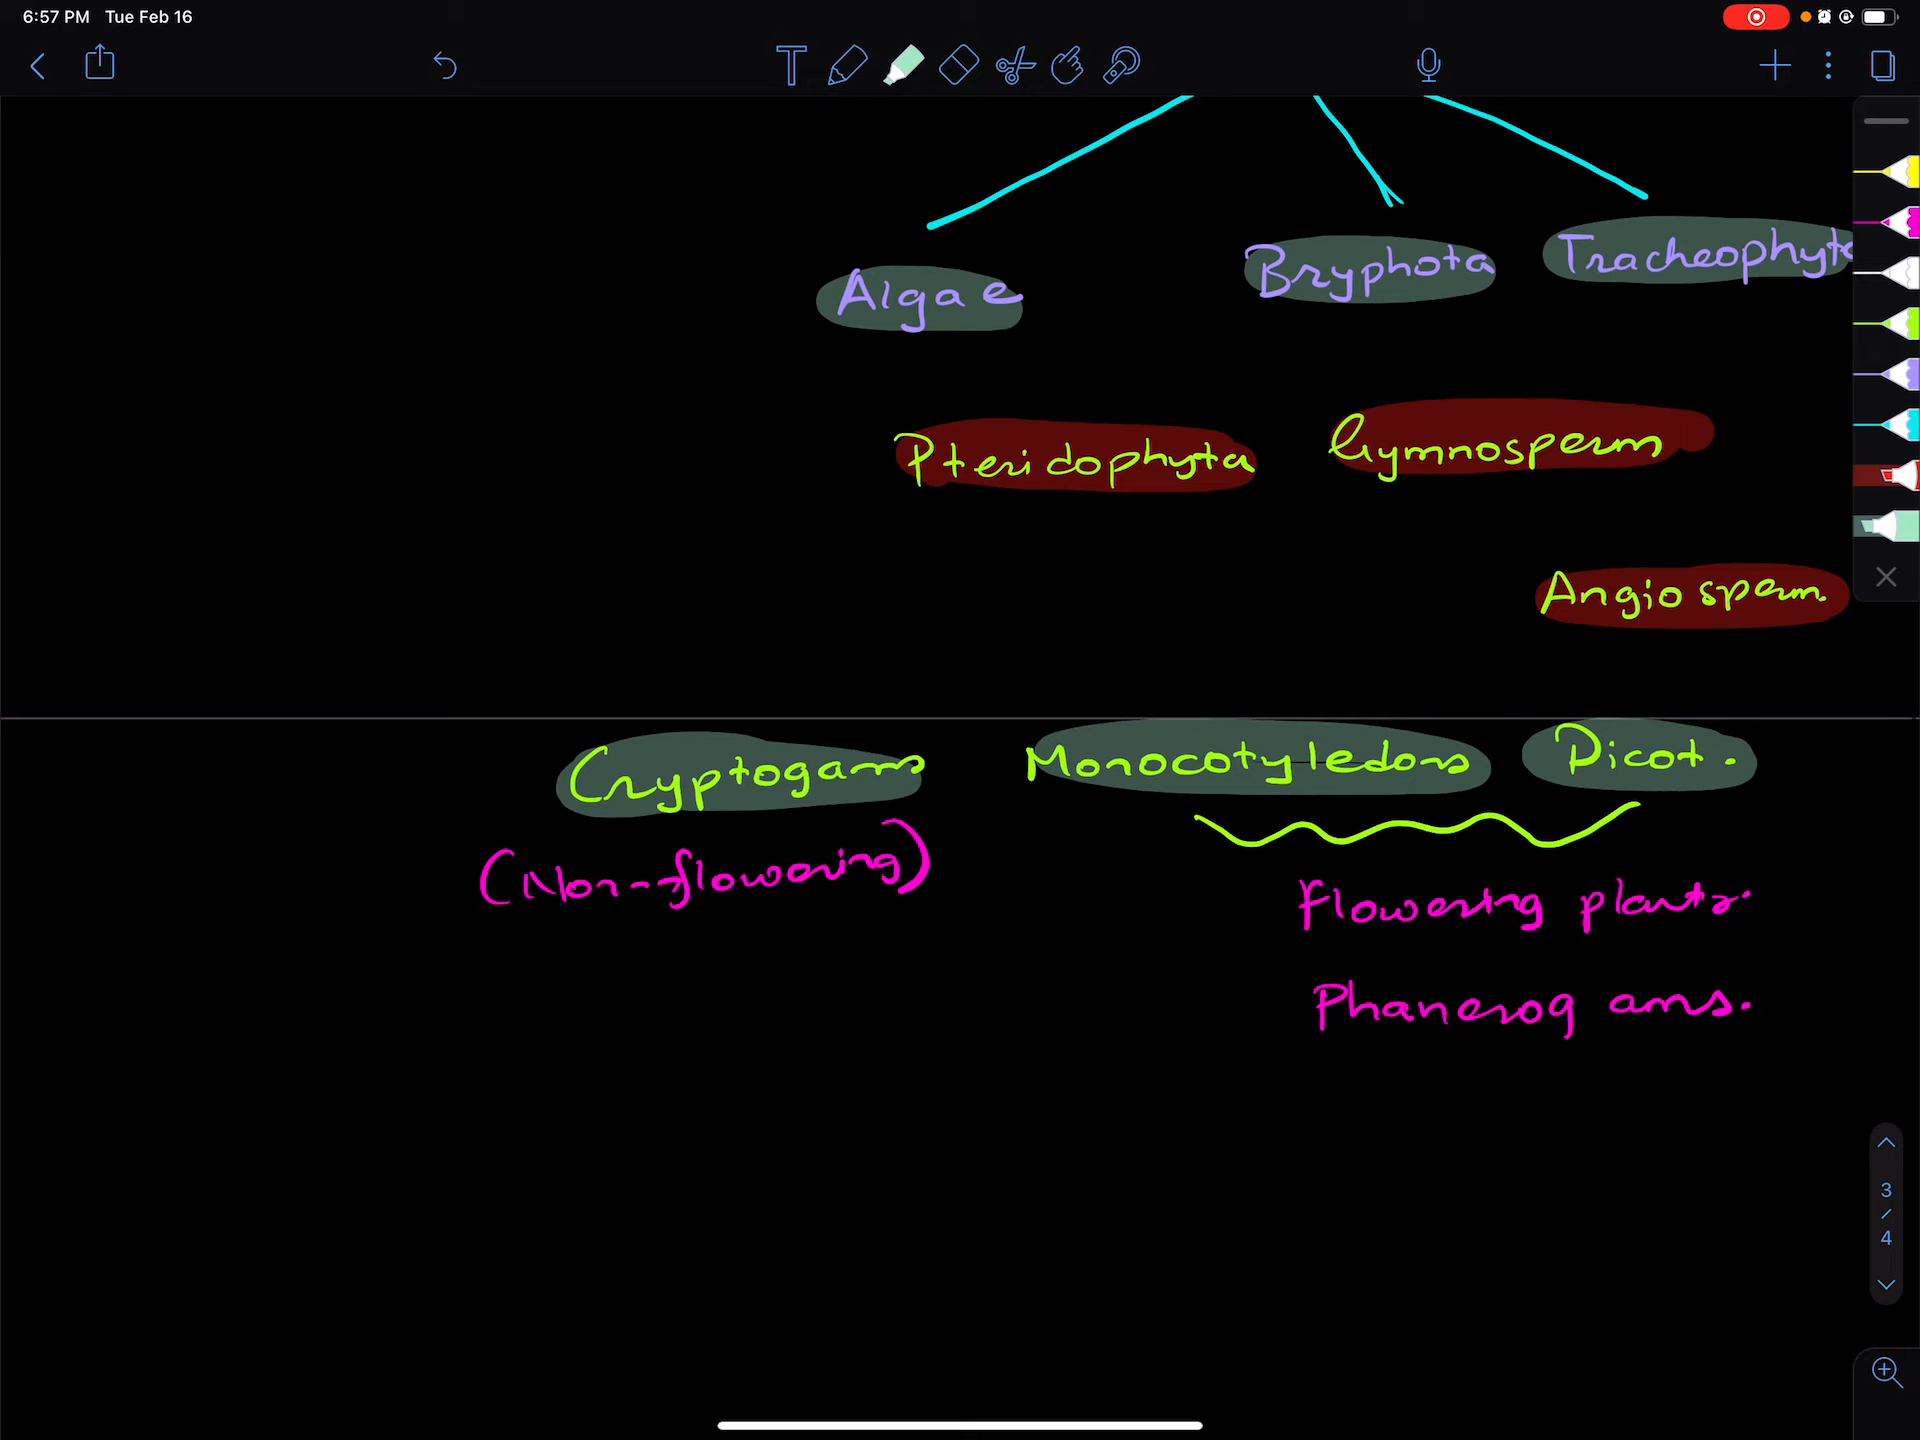 6:57 PM Tue Feb 16
Algae Bryphota Tracheophyta
Pteridophyta Gymnosperm
Angiosperm.
Cryptogams Monocotyledons Dicot.
(Non-flowering)
Flowering plants.
Phanerogams.
3
/
4